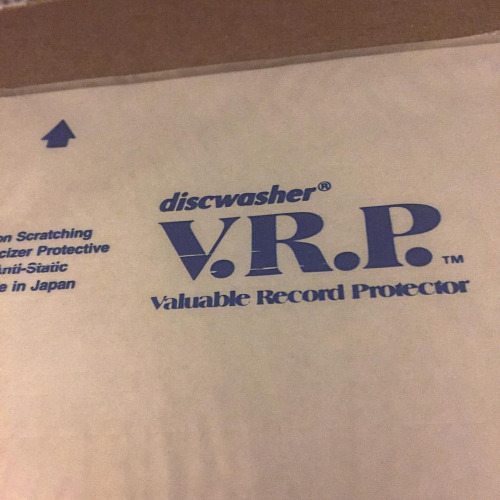 discwasher®
V.R.P.™
Valuable Record Protector
on Scratching
cizer Protective
Anti-Static
e in Japan